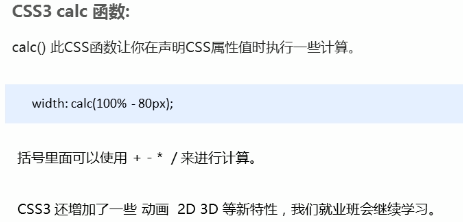 CSS3 calc 函数:
calc() 此CSS函数让你在声明CSS属性值时执行一些计算。
width: calc(100% - 80px);
括号里面可以使用 + - * / 来进行计算。
CSS3 还增加了一些 动画 2D 3D 等新特性，我们就业班会继续学习。